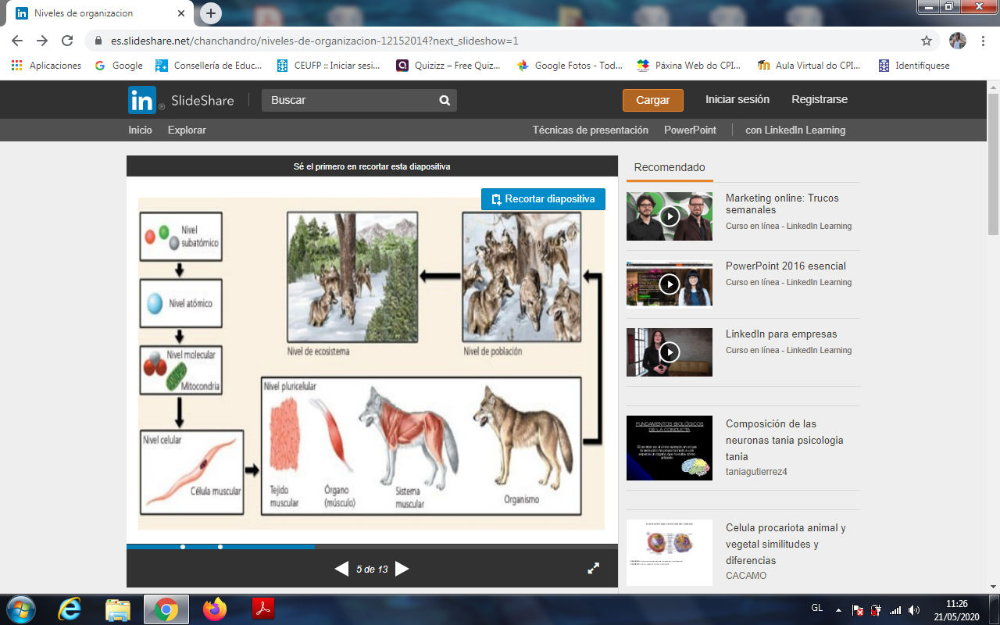 Niveles de organizacion
es.slideshare.net/chanchandro/niveles-de-organizacion-12152014?next_slideshow=1
Aplicaciones Google Consellería de Educ... CEUFP :: Iniciar sesi... Quizizz – Free Quiz... Google Fotos - Tod... Páxina Web do CPI... Aula Virtual do CPI... Identifíquese
in SlideShare Buscar Cargar Iniciar sesión Registrarse
Inicio Explorar Técnicas de presentación PowerPoint con LinkedIn Learning
Sé el primero en recortar esta diapositiva
Recortar diapositiva
Nivel
subatómico
Nivel atómico
Nivel molecular
Mitocondria
Nivel celular
Célula muscular
Nivel de ecosistema
Nivel de población
Nivel pluricelular
Tejido
muscular
Órgano
(músculo)
Sistema
muscular
Organismo
5 de 13
Recomendado
Marketing online: Trucos
semanales
Curso en línea - LinkedIn Learning
PowerPoint 2016 esencial
Curso en línea - LinkedIn Learning
LinkedIn para empresas
Curso en línea - LinkedIn Learning
FUNDAMENTOS BIOLÓGICOS
DE LA CONDUCTA
Composición de las
neuronas tania psicologia
tania
taniagutierrez4
Celula procariota animal y
vegetal similitudes y
diferencias
CACAMO
GL
11:26
21/05/2020